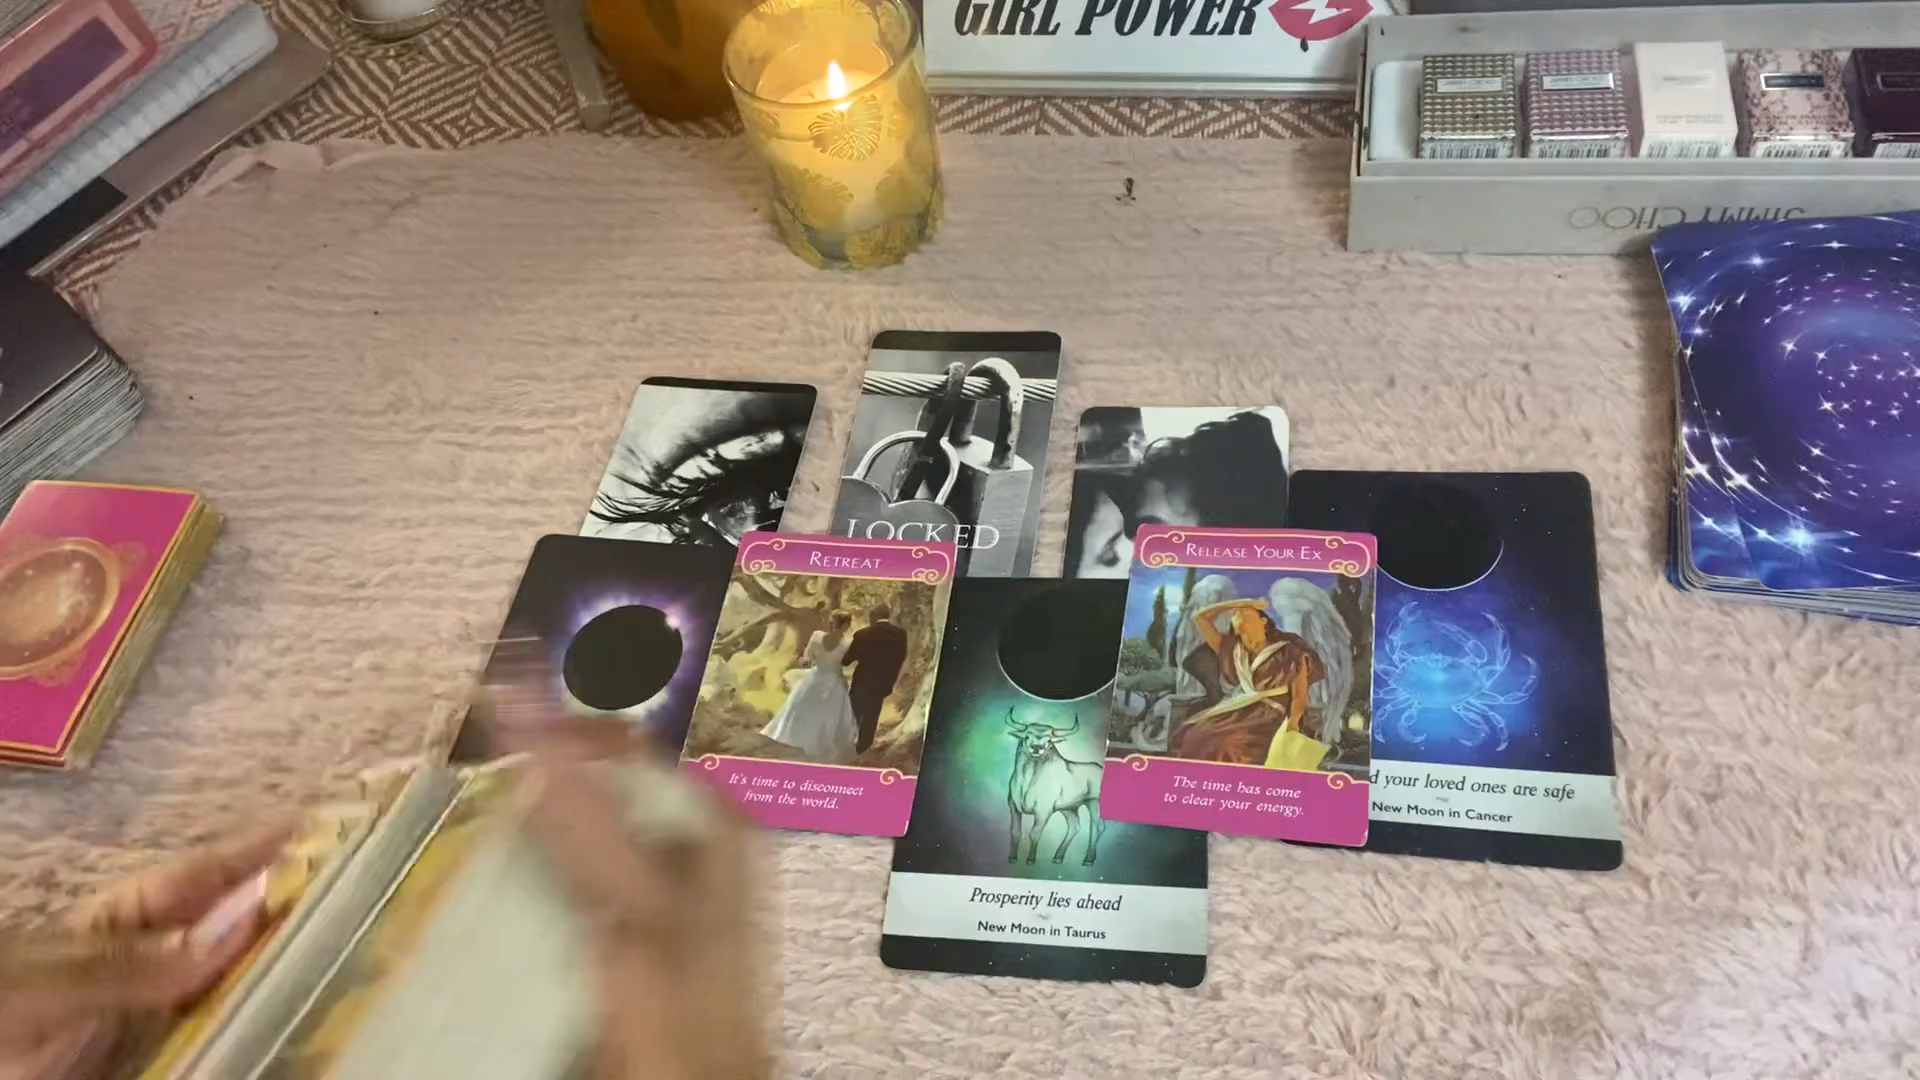 GIRL POWER
JIMMY CHOO
LOCKED
RETREAT
It's time to disconnect
from the world.
RELEASE YOUR EX
The time has come
to clear your energy.
Prosperity lies ahead
New Moon in Taurus
d your loved ones are safe
New Moon in Cancer